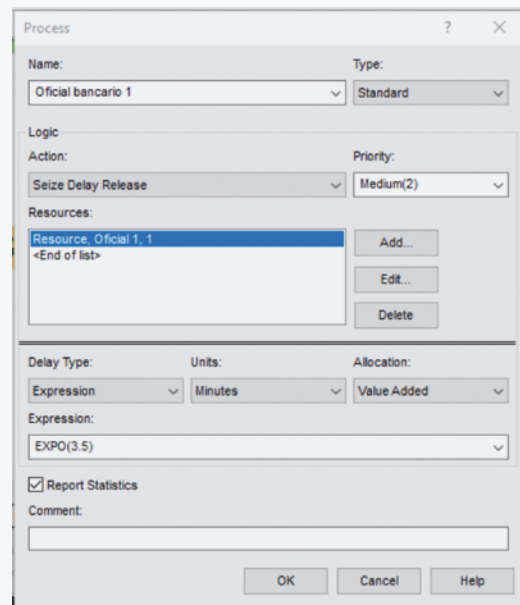 Process ? ×
Name: Type:
Oficial bancario 1 Standard
Logic
Action: Priority:
Seize Delay Release Medium(2)
Resources:
Resource, Oficial 1, 1
<End of list>
Add...
Edit...
Delete
Delay Type: Units: Allocation:
Expression Minutes Value Added
Expression:
EXPO(3.5)
Report Statistics
Comment:
OK Cancel Help